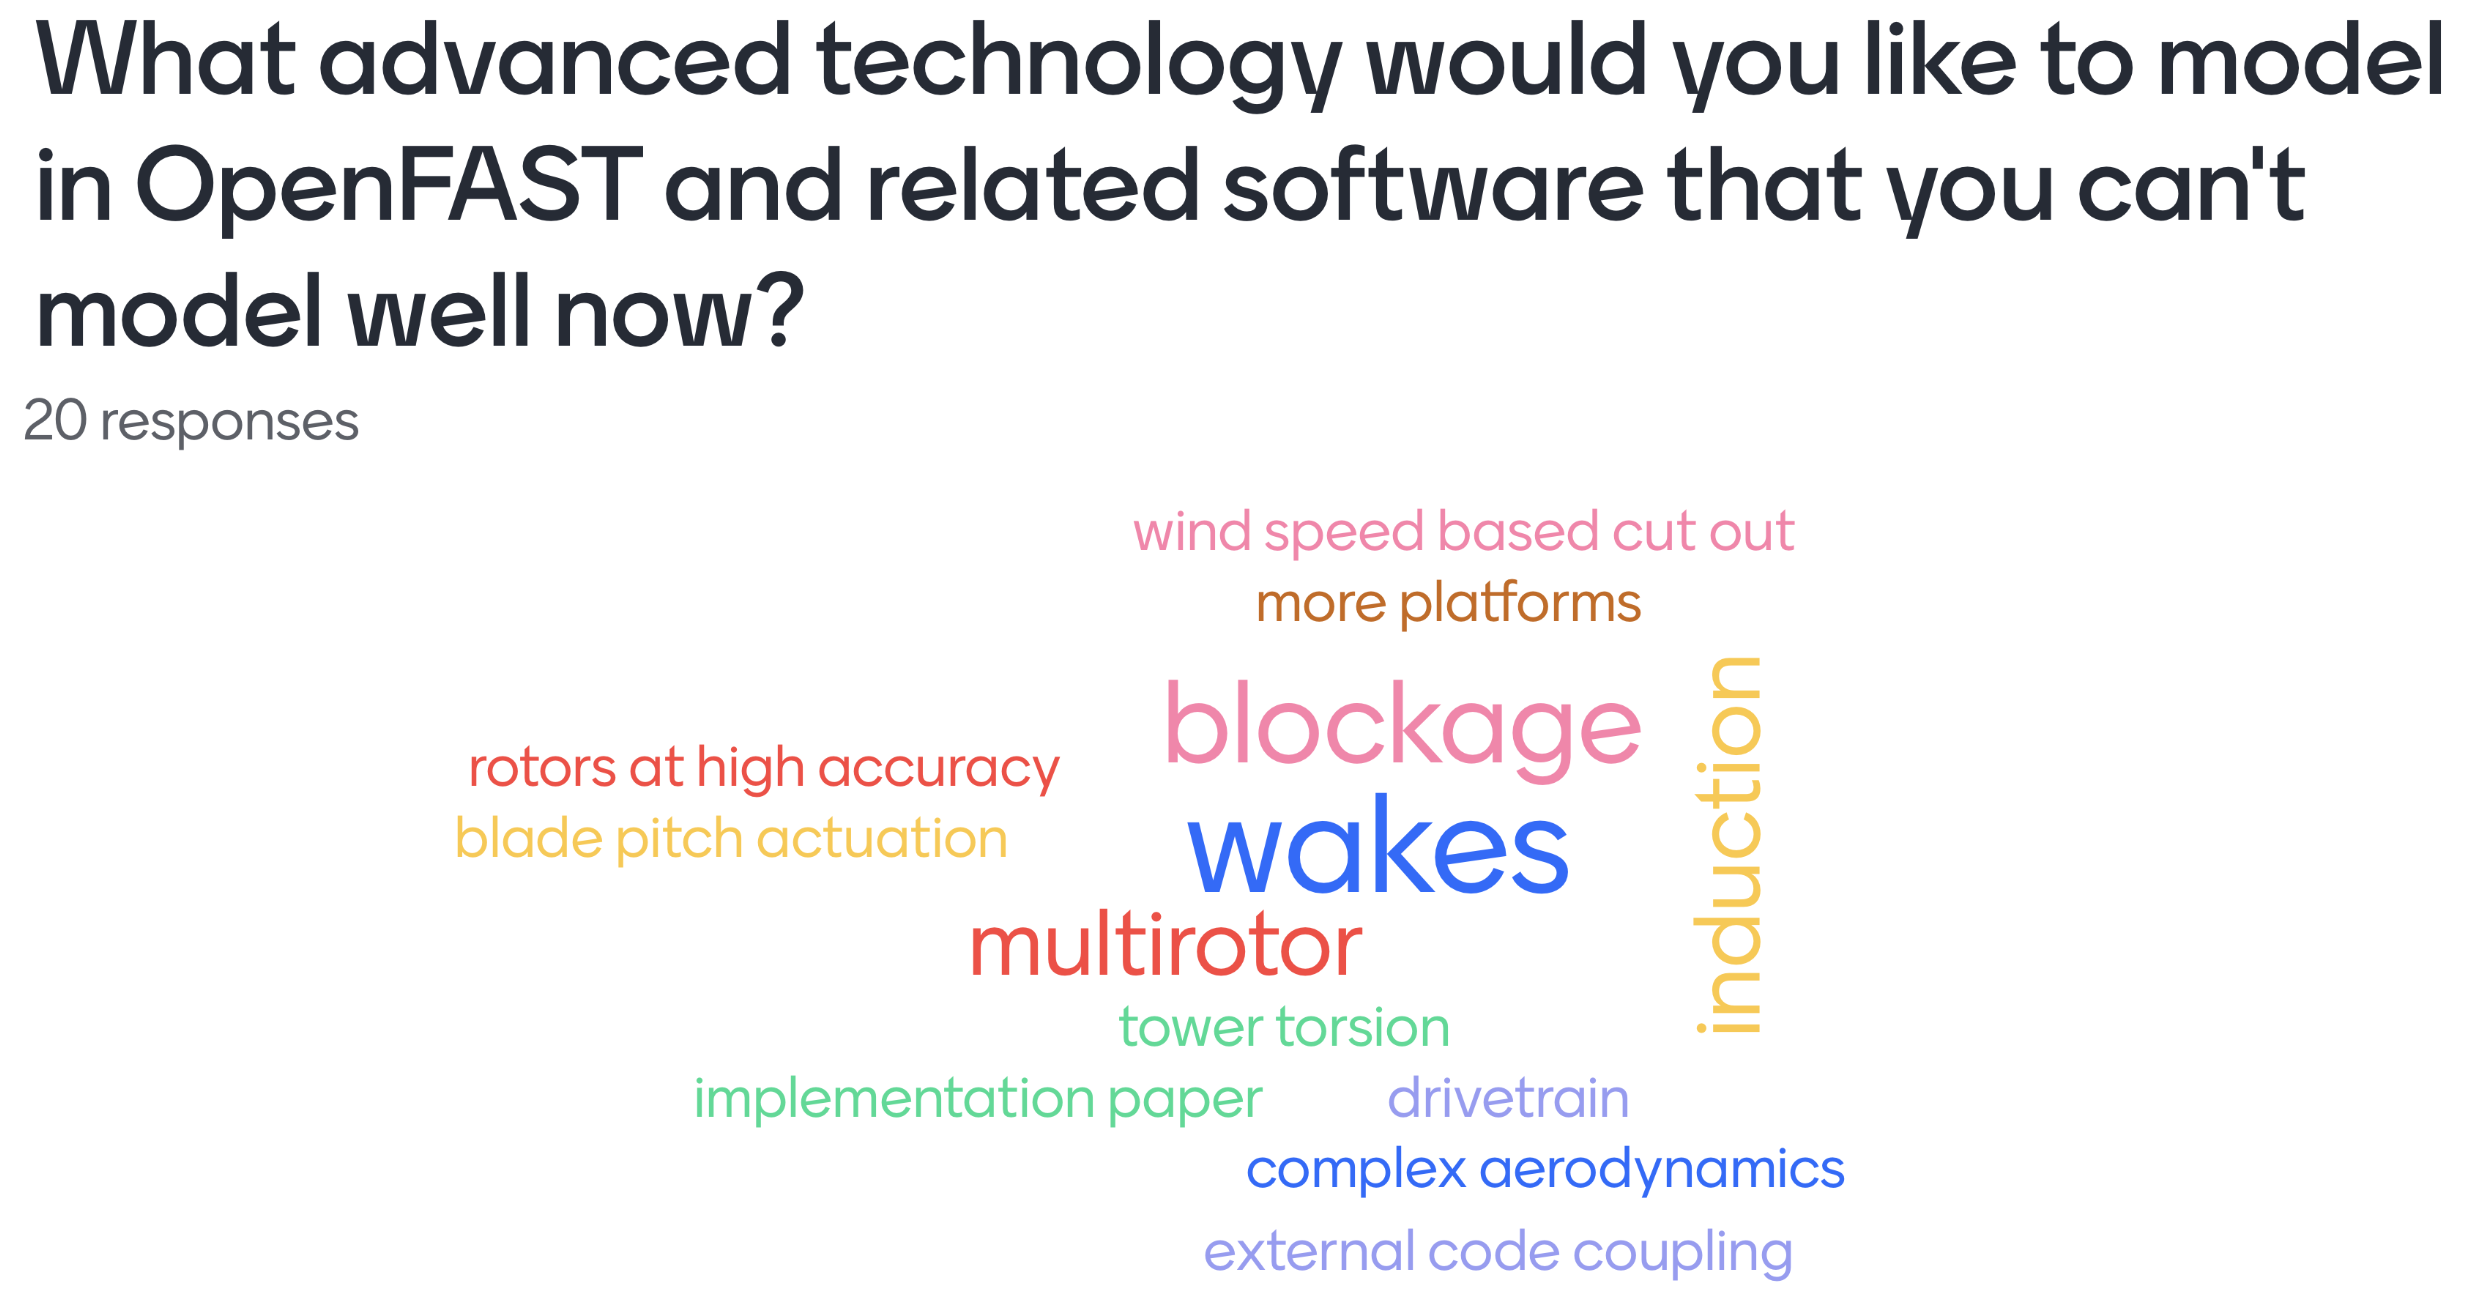 What advanced technology would you like to model
in OpenFAST and related software that you can't
model well now?
20 responses
wind speed based cut out
more platforms
blockage
induction
rotors at high accuracy
wakes
blade pitch actuation
multirotor
tower torsion
implementation paper
drivetrain
complex aerodynamics
external code coupling